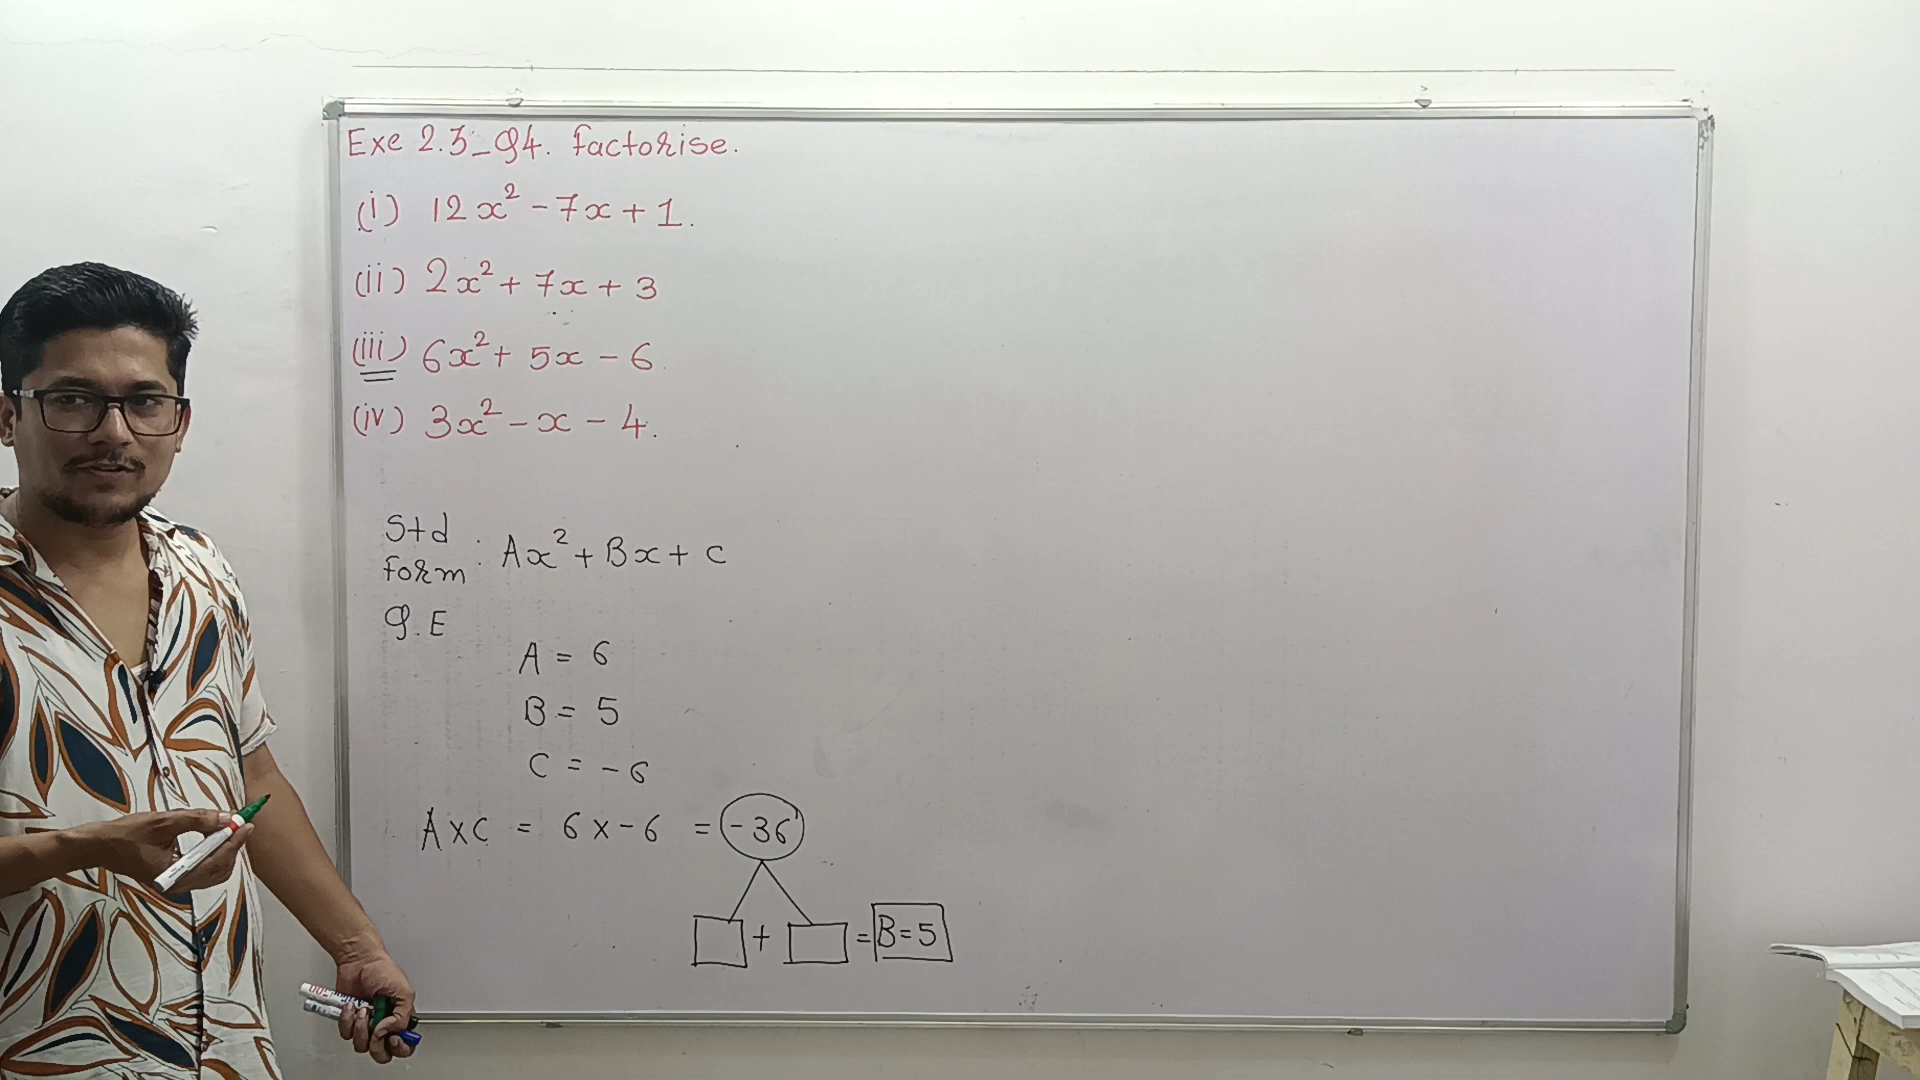 Exe 2.3_Q4. factorise.
(i) 12x² - 7x + 1.
(ii) 2x² + 7x + 3
(iii) 6x² + 5x - 6.
(iv) 3x² - x - 4.
Std form : Ax² + Bx + C
Q.E
A = 6
B = 5
C = -6
A×C = 6×-6 = -36
+ = B=5